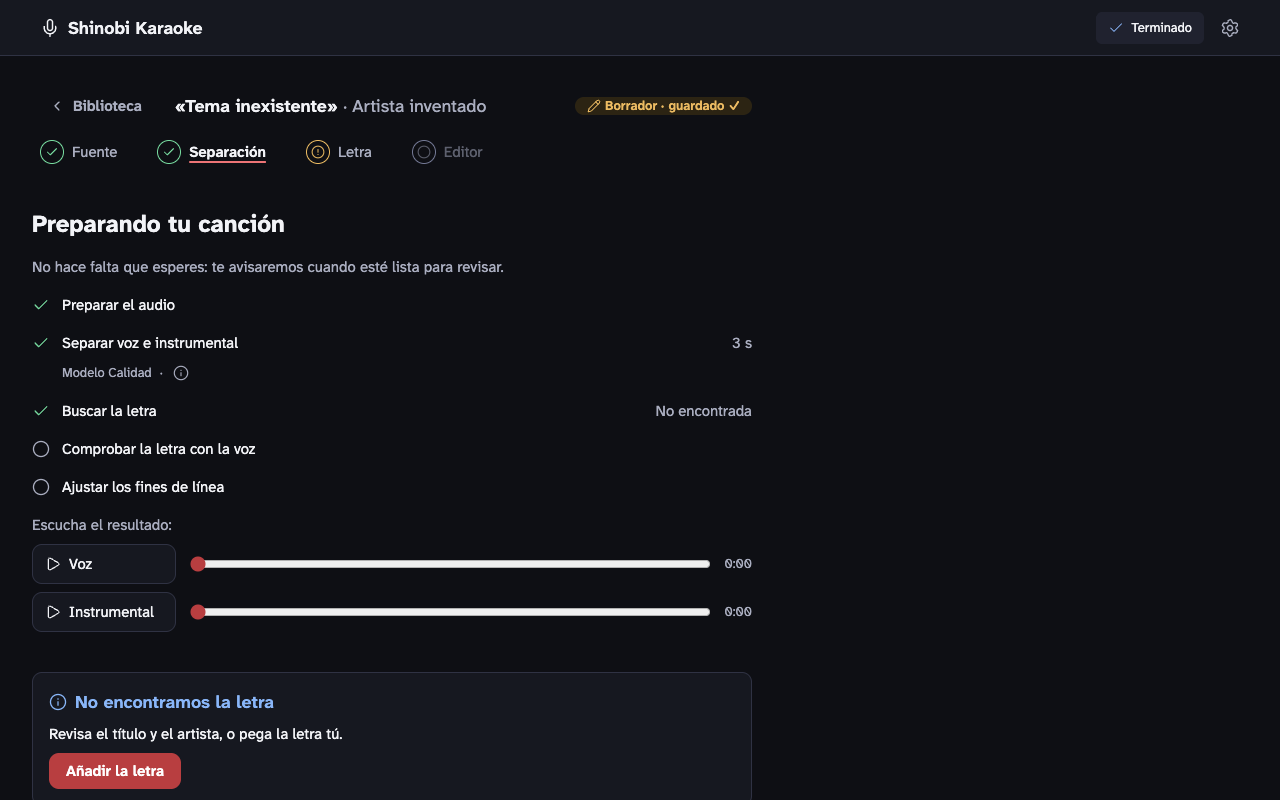 Shinobi Karaoke
Terminado
Biblioteca
«Tema inexistente» · Artista inventado
Borrador · guardado ✓
Fuente
Separación
Letra
Editor
Preparando tu canción
No hace falta que esperes: te avisaremos cuando esté lista para revisar.
Preparar el audio
Separar voz e instrumental 3 s
Modelo Calidad ·
Buscar la letra No encontrada
Comprobar la letra con la voz
Ajustar los fines de línea
Escucha el resultado:
Voz 0:00
Instrumental 0:00
No encontramos la letra
Revisa el título y el artista, o pega la letra tú.
Añadir la letra